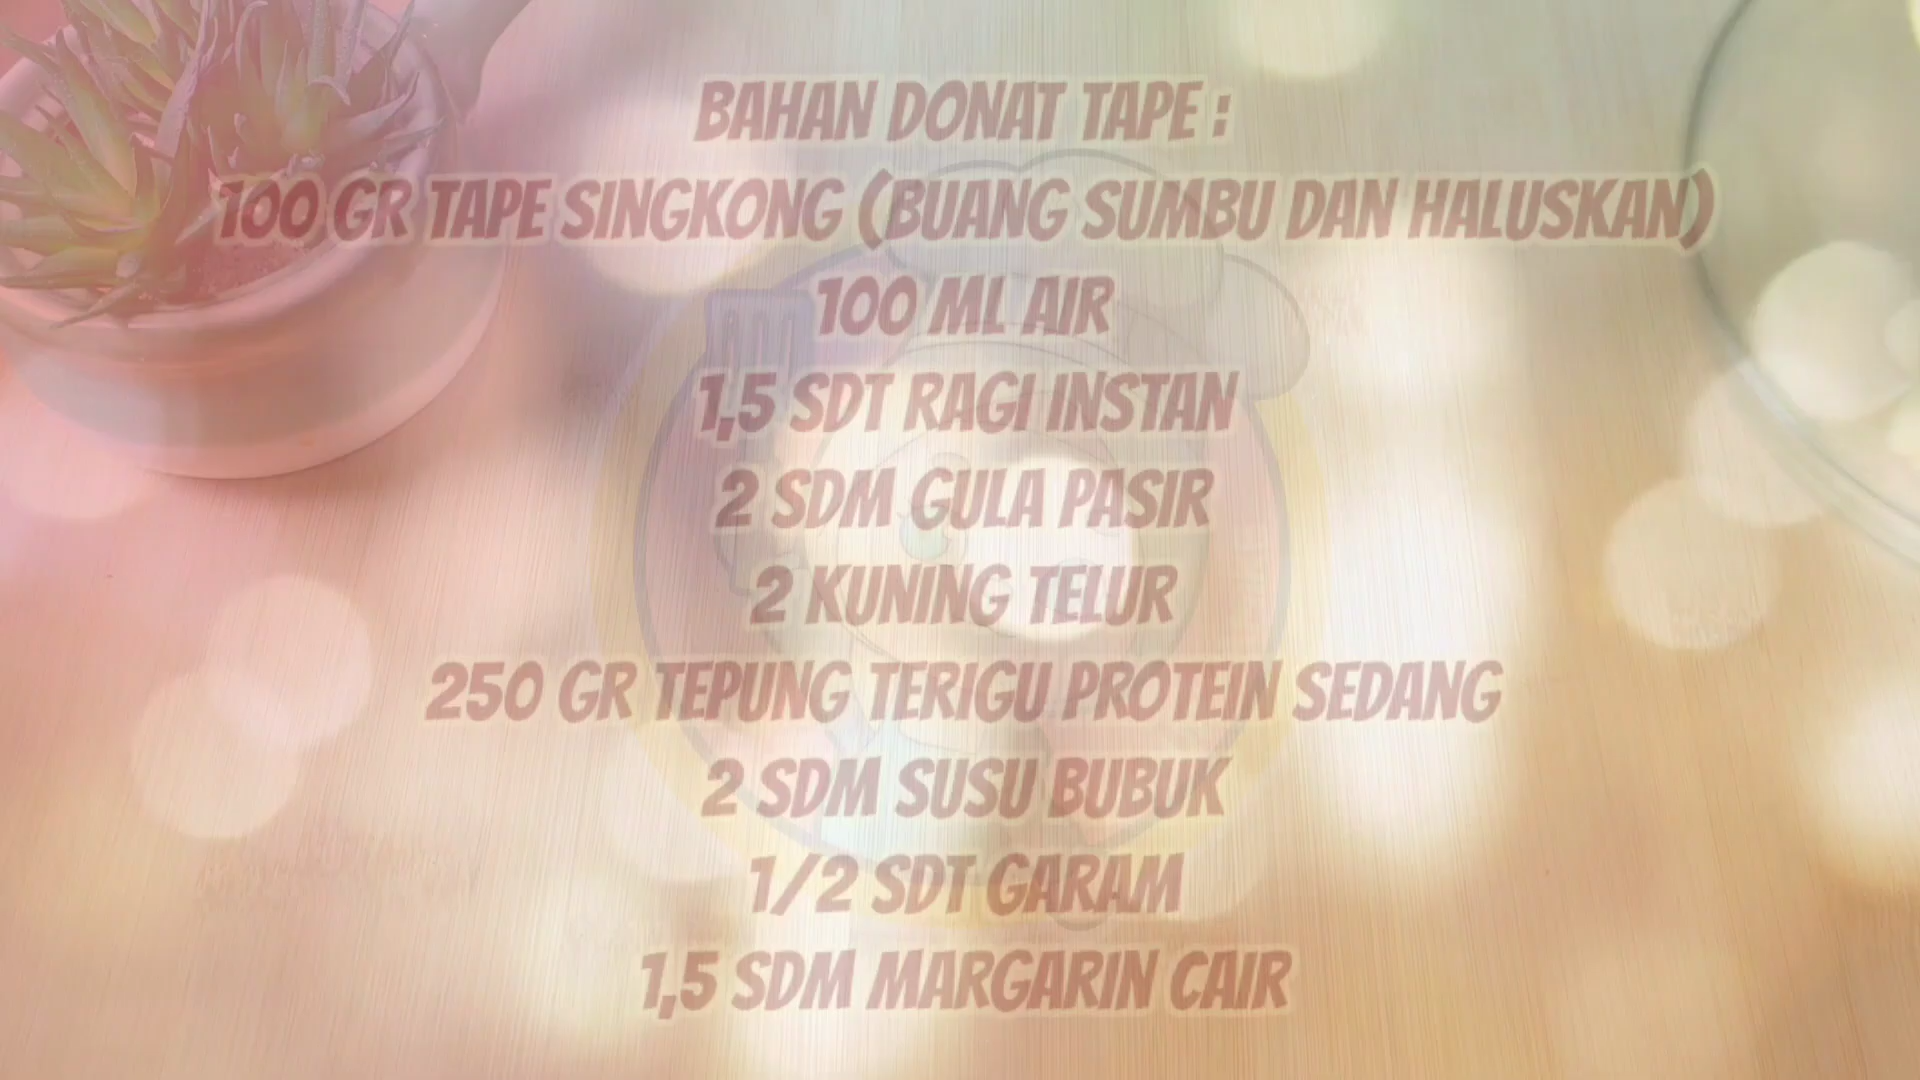 BAHAN DONAT TAPE :
100 GR TAPE SINGKONG (BUANG SUMBU DAN HALUSKAN)
100 ML AIR
1,5 SDT RAGI INSTAN
2 SDM GULA PASIR
2 KUNING TELUR
250 GR TEPUNG TERIGU PROTEIN SEDANG
2 SDM SUSU BUBUK
1/2 SDT GARAM
1,5 SDM MARGARIN CAIR